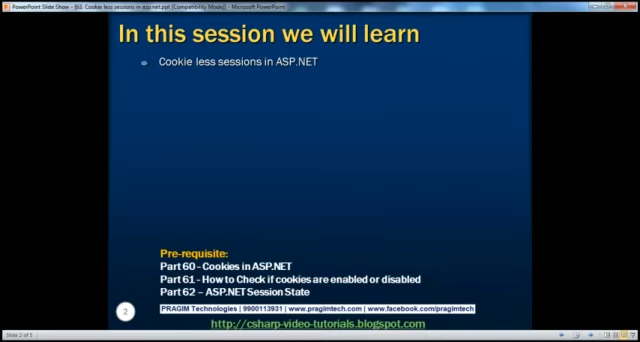 PowerPoint Slide Show - [63. Cookie less sessions in asp.net.ppt [Compatibility Mode]] - Microsoft PowerPoint
In this session we will learn
Cookie less sessions in ASP.NET
Pre-requisite:
Part 60 - Cookies in ASP.NET
Part 61 - How to Check if cookies are enabled or disabled
Part 62 – ASP.NET Session State
2
PRAGIM Technologies | 9900113931 | www.pragimtech.com | www.facebook.com/pragimtech
http://csharp-video-tutorials.blogspot.com
Slide 2 of 5